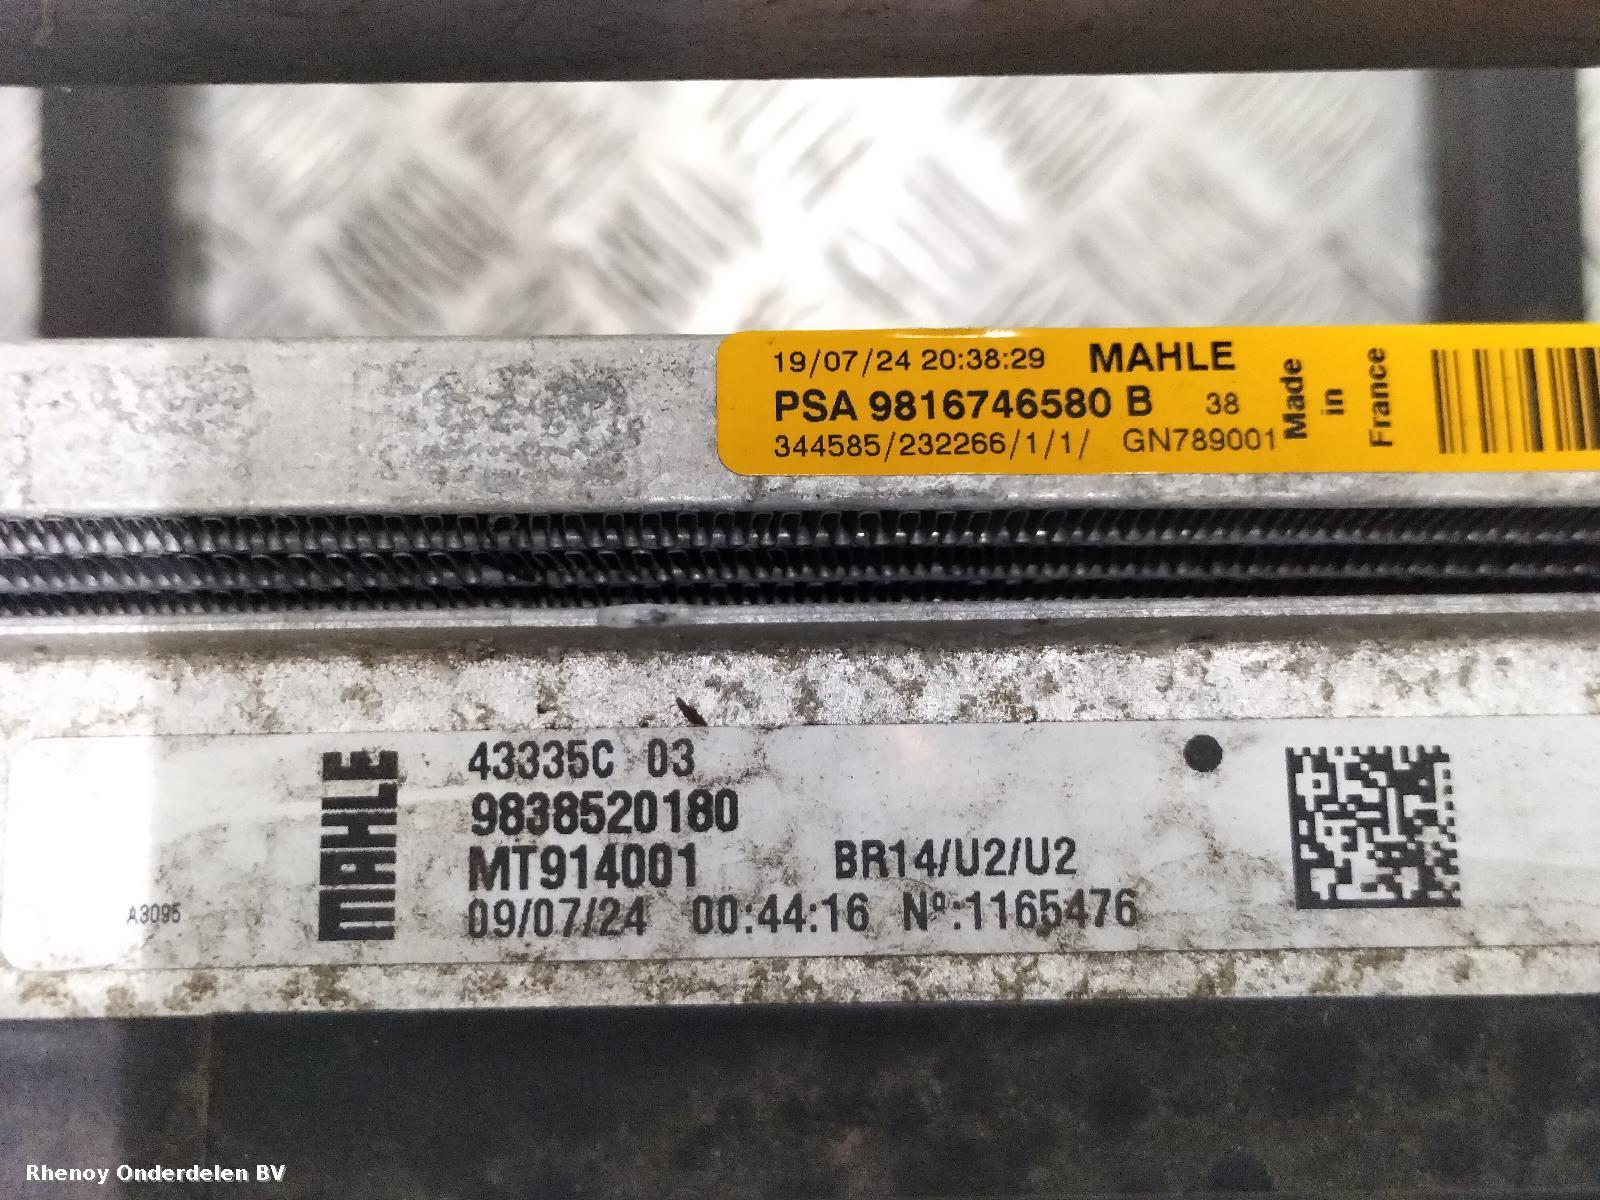 19/07/24 20:38:29 MAHLE
PSA 9816746580 B 38
344585/232266/1/1/ GN789001
Made
in
France
MAHLE
43335C 03
9838520180
MT914001 BR14/U2/U2
09/07/24 00:44:16 Nº:1165476
A3095
Rhenoy Onderdelen BV